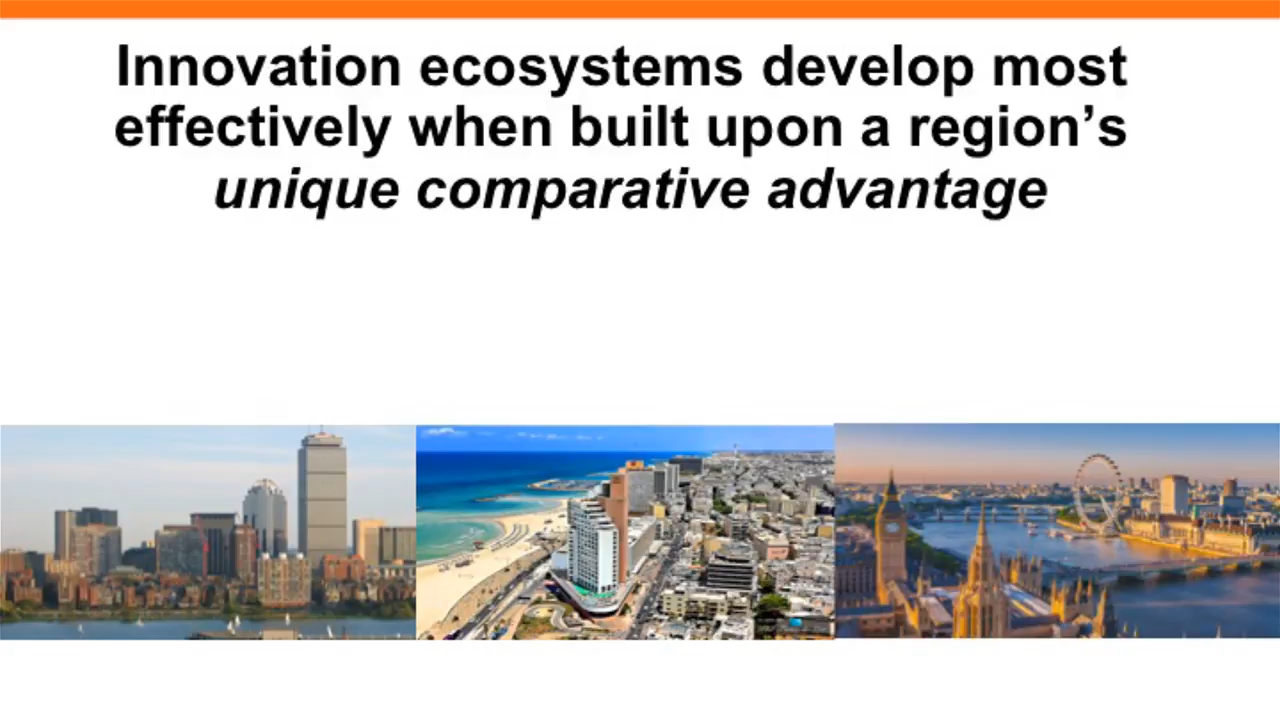 Innovation ecosystems develop most
effectively when built upon a region’s
unique comparative advantage